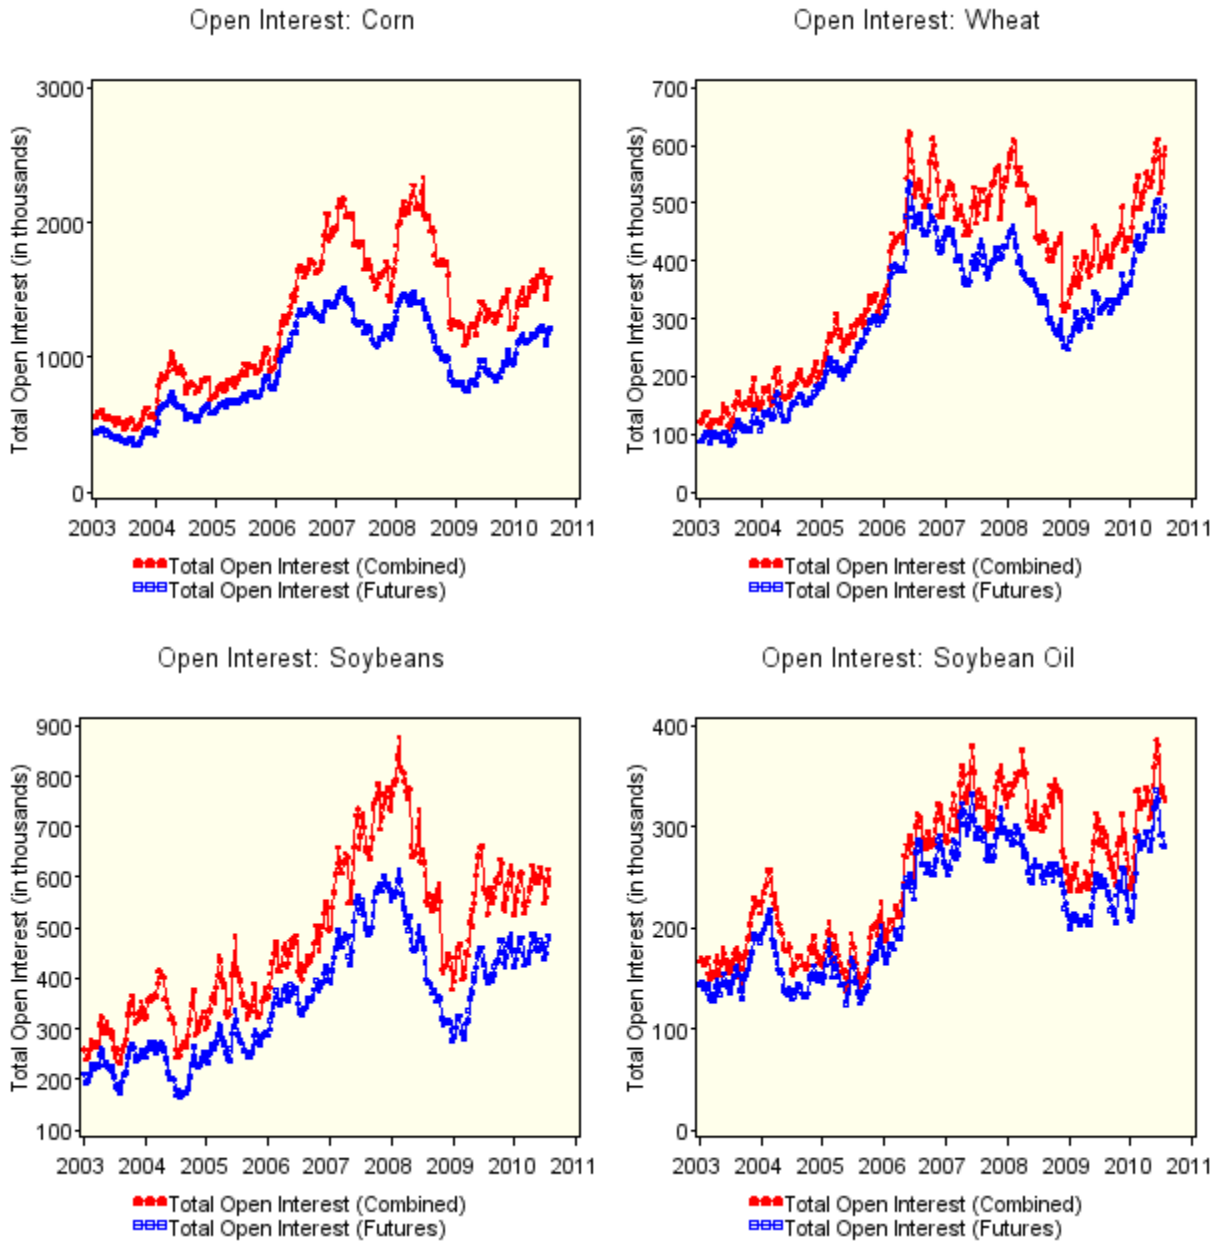 Open Interest: Corn
Total Open Interest (in thousands)
3000
2000
1000
0
2003 2004 2005 2006 2007 2008 2009 2010 2011
Total Open Interest (Combined)
Total Open Interest (Futures)
Open Interest: Wheat
Total Open Interest (in thousands)
700
600
500
400
300
200
100
0
2003 2004 2005 2006 2007 2008 2009 2010 2011
Total Open Interest (Combined)
Total Open Interest (Futures)
Open Interest: Soybeans
Total Open Interest (in thousands)
900
800
700
600
500
400
300
200
100
2003 2004 2005 2006 2007 2008 2009 2010 2011
Total Open Interest (Combined)
Total Open Interest (Futures)
Open Interest: Soybean Oil
Total Open Interest (in thousands)
400
300
200
100
0
2003 2004 2005 2006 2007 2008 2009 2010 2011
Total Open Interest (Combined)
Total Open Interest (Futures)